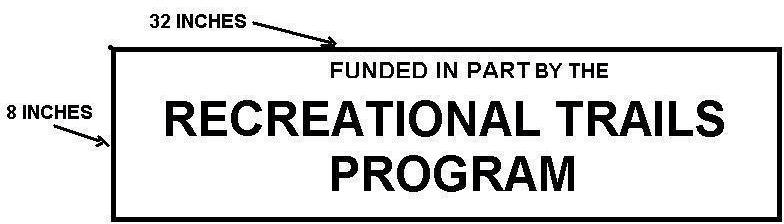 32 INCHES
FUNDED IN PART BY THE
8 INCHES
RECREATIONAL TRAILS
PROGRAM